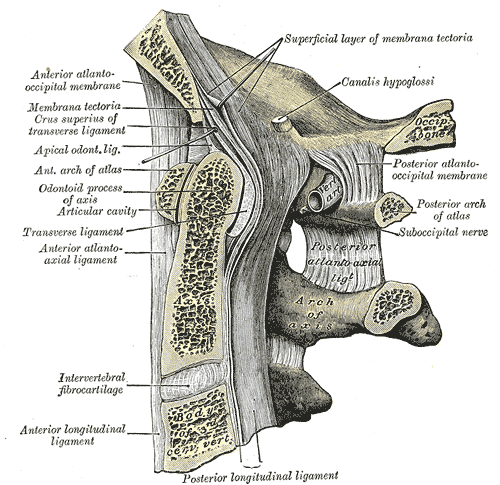 Superficial layer of membrana tectoria
Anterior atlanto-
occipital membrane
Canalis hypoglossi
Membrana tectoria
Crus superius of
transverse ligament
Occip.
bone
Apical odont. lig.
Ant. arch of atlas
Posterior atlanto-
occipital membrane
Odontoid process
of axis
Vert.
art.
Articular cavity
Posterior arch
of atlas
Transverse ligament
Suboccipital nerve
Anterior atlanto-
axial ligament
Posterior
atlanto-axial
ligt
Axis
Arch
of
axis
Intervertebral
fibrocartilage
Body
of
cerv. vert.
Anterior longitudinal
ligament
Posterior longitudinal ligament